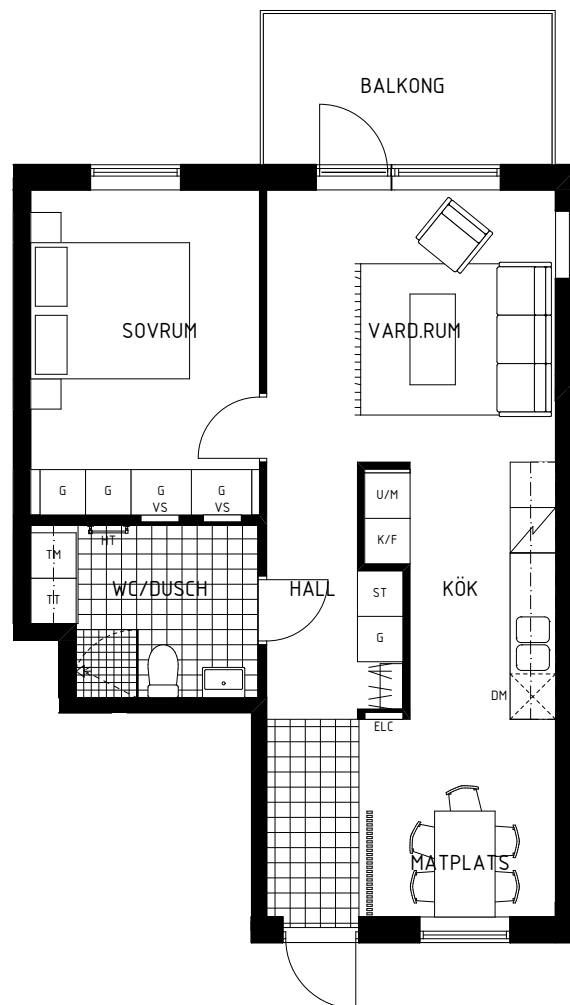 BALKONG
SOVRUM
VARD.RUM
G
G
G
G
VS
VS
U/M
K/F
HT
TM
TT
WC/DUSCH
HALL
ST
G
KÖK
DM
ELC
MATPLATS